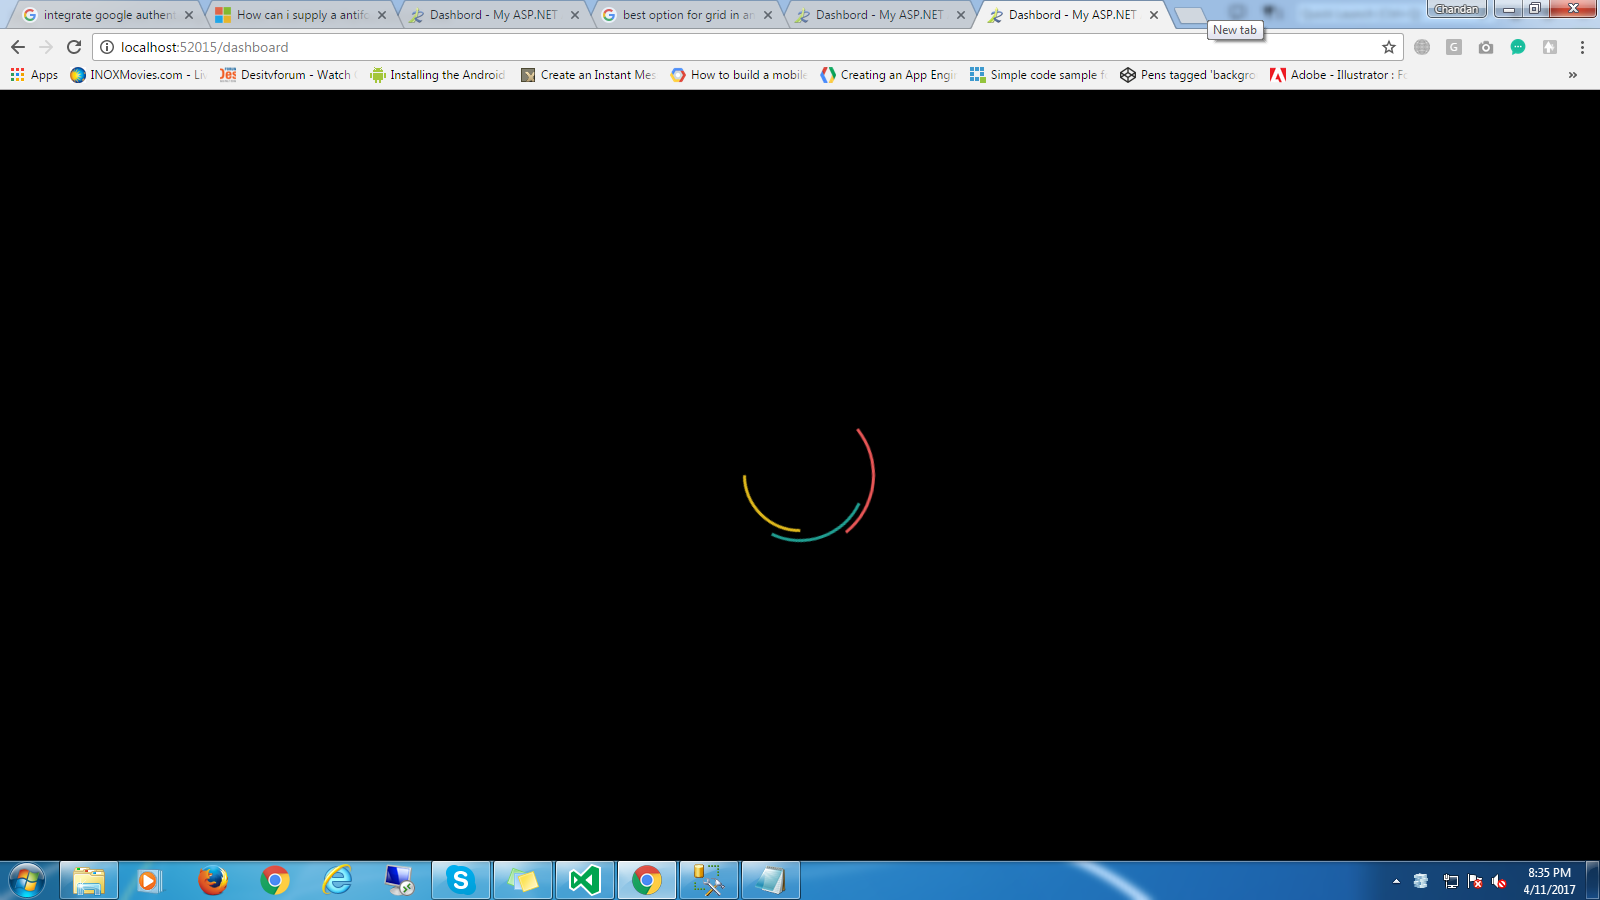 integrate google authent
How can i supply a antifo
Dashbord - My ASP.NET
best option for grid in an
Dashbord - My ASP.NET
Dashbord - My ASP.NET
Chandan
New tab
localhost:52015/dashboard
G
Apps
INOXMovies.com - Liv
Desitvforum - Watch
Installing the Android
Create an Instant Mes
How to build a mobile
Creating an App Engi
Simple code sample f
Pens tagged 'backgro
Adobe - Illustrator : Fo
»
8:35 PM
4/11/2017